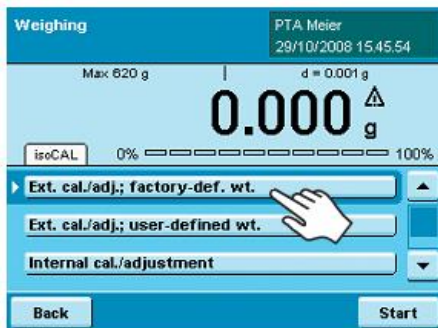 Weighing
PTA Meier
29/10/2008 15.45.54
Max 620 g d = 0.001 g
0.000 g
isoCAL 0% 100%
Ext. cal./adj.; factory-def. wt.
Ext. cal./adj.; user-defined wt.
Internal cal./adjustment
Back Start